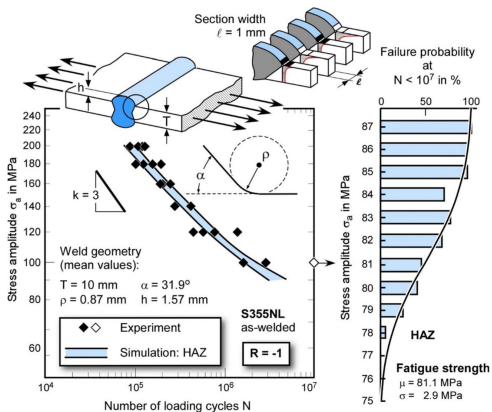 Section width
ℓ = 1 mm
Failure probability
at
N < 10⁷ in %
h
T
ℓ
0 50 100
Stress amplitude σₐ in MPa
240
220
200
180
160
140
120
100
80
60
k = 3
α
ρ
Weld geometry
(mean values):
T = 10 mm α = 31.9°
ρ = 0.87 mm h = 1.57 mm
Experiment
Simulation: HAZ
S355NL
as-welded
R = -1
10⁴ 10⁵ 10⁶ 10⁷
Number of loading cycles N
Stress amplitude σₐ in MPa
87
86
85
84
83
82
81
80
79
78
77
76
75
HAZ
Fatigue strength
μ = 81.1 MPa
σ = 2.9 MPa